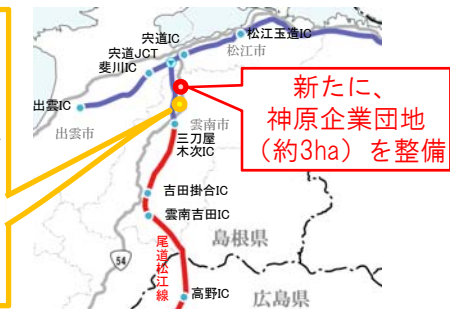 宍道IC
松江玉造IC
宍道JCT
松江市
斐川IC
出雲IC
出雲市
雲南市
三刀屋
木次IC
新たに、
神原企業団地
（約3ha）を整備
吉田掛合IC
雲南吉田IC
島根県
尾道松江線
54
高野IC
広島県